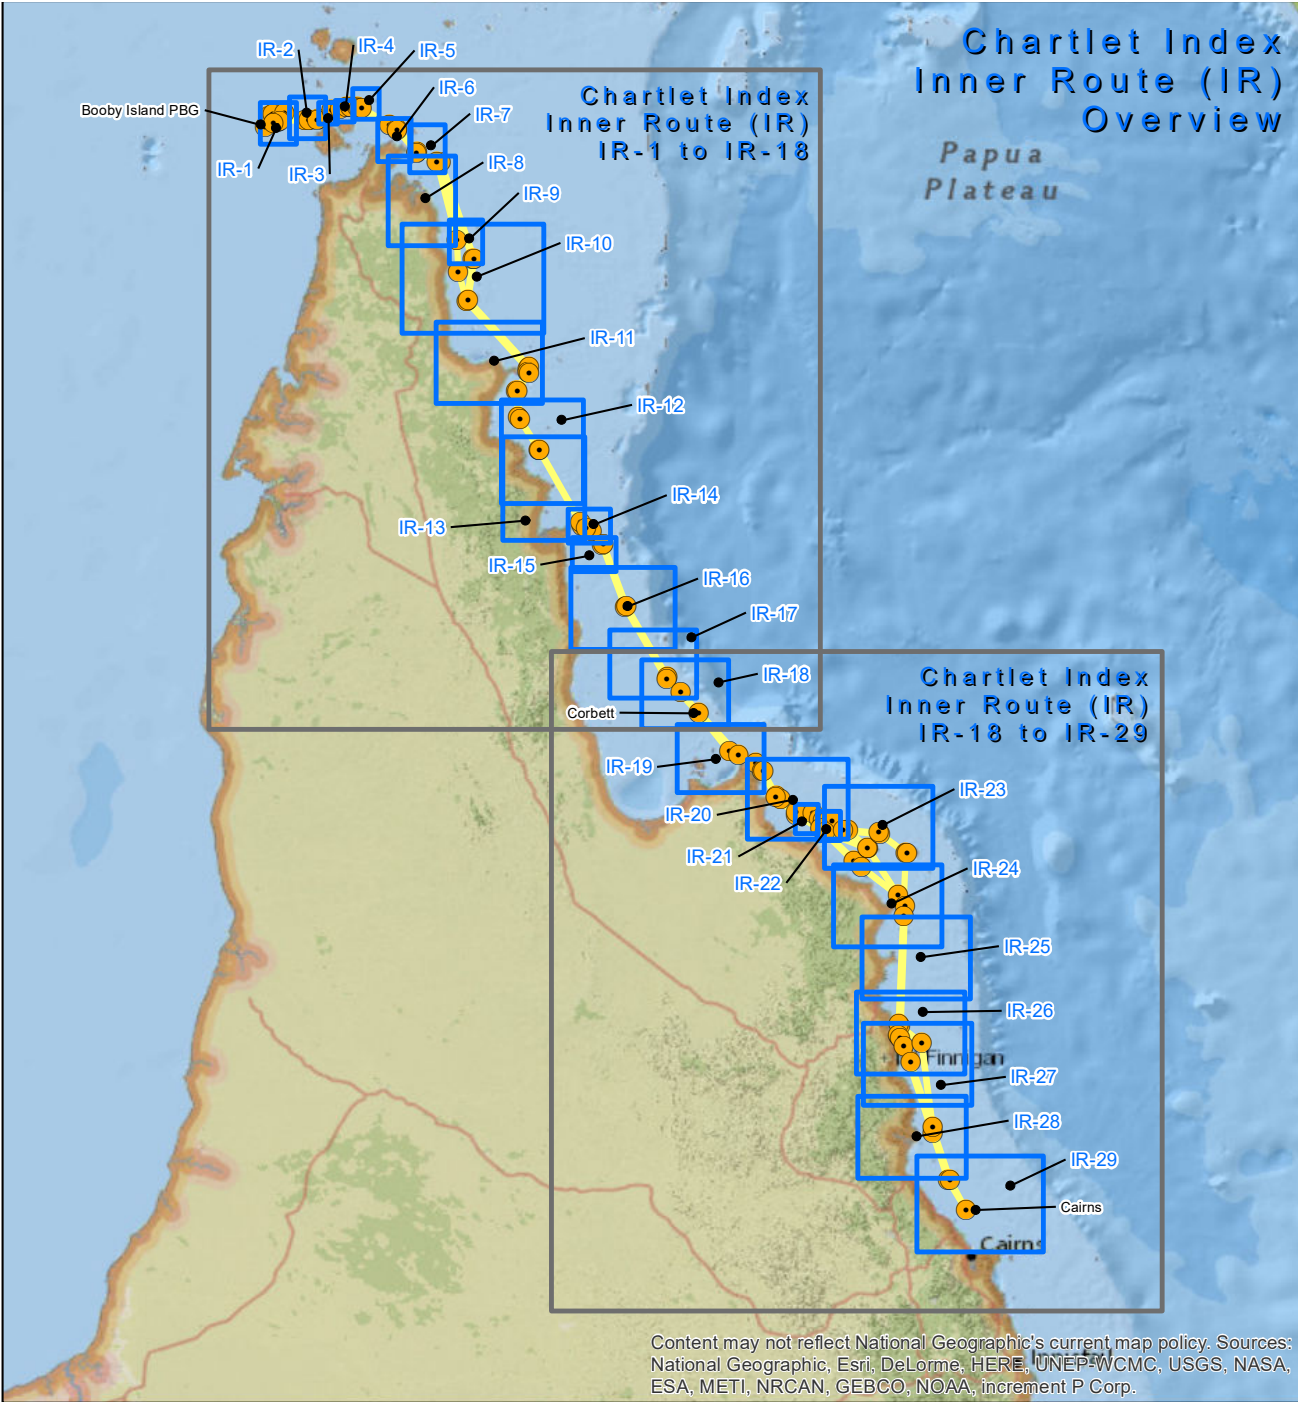 Chartlet Index
Inner Route (IR)
Overview
IR-2
IR-4
IR-5
IR-6
Chartlet Index
Inner Route (IR)
IR-1 to IR-18
Booby Island PBG
IR-7
IR-1
IR-3
IR-8
Papua
Plateau
IR-9
IR-10
IR-11
IR-12
IR-14
IR-13
IR-15
IR-16
IR-17
IR-18
Chartlet Index
Inner Route (IR)
IR-18 to IR-29
Corbett
IR-19
IR-23
IR-20
IR-21
IR-22
IR-24
IR-25
IR-26
Finnigan
IR-27
IR-28
IR-29
Cairns
Cairns
Content may not reflect National Geographic's current map policy. Sources:
National Geographic, Esri, DeLorme, HERE, UNEP-WCMC, USGS, NASA,
ESA, METI, NRCAN, GEBCO, NOAA, increment P Corp.